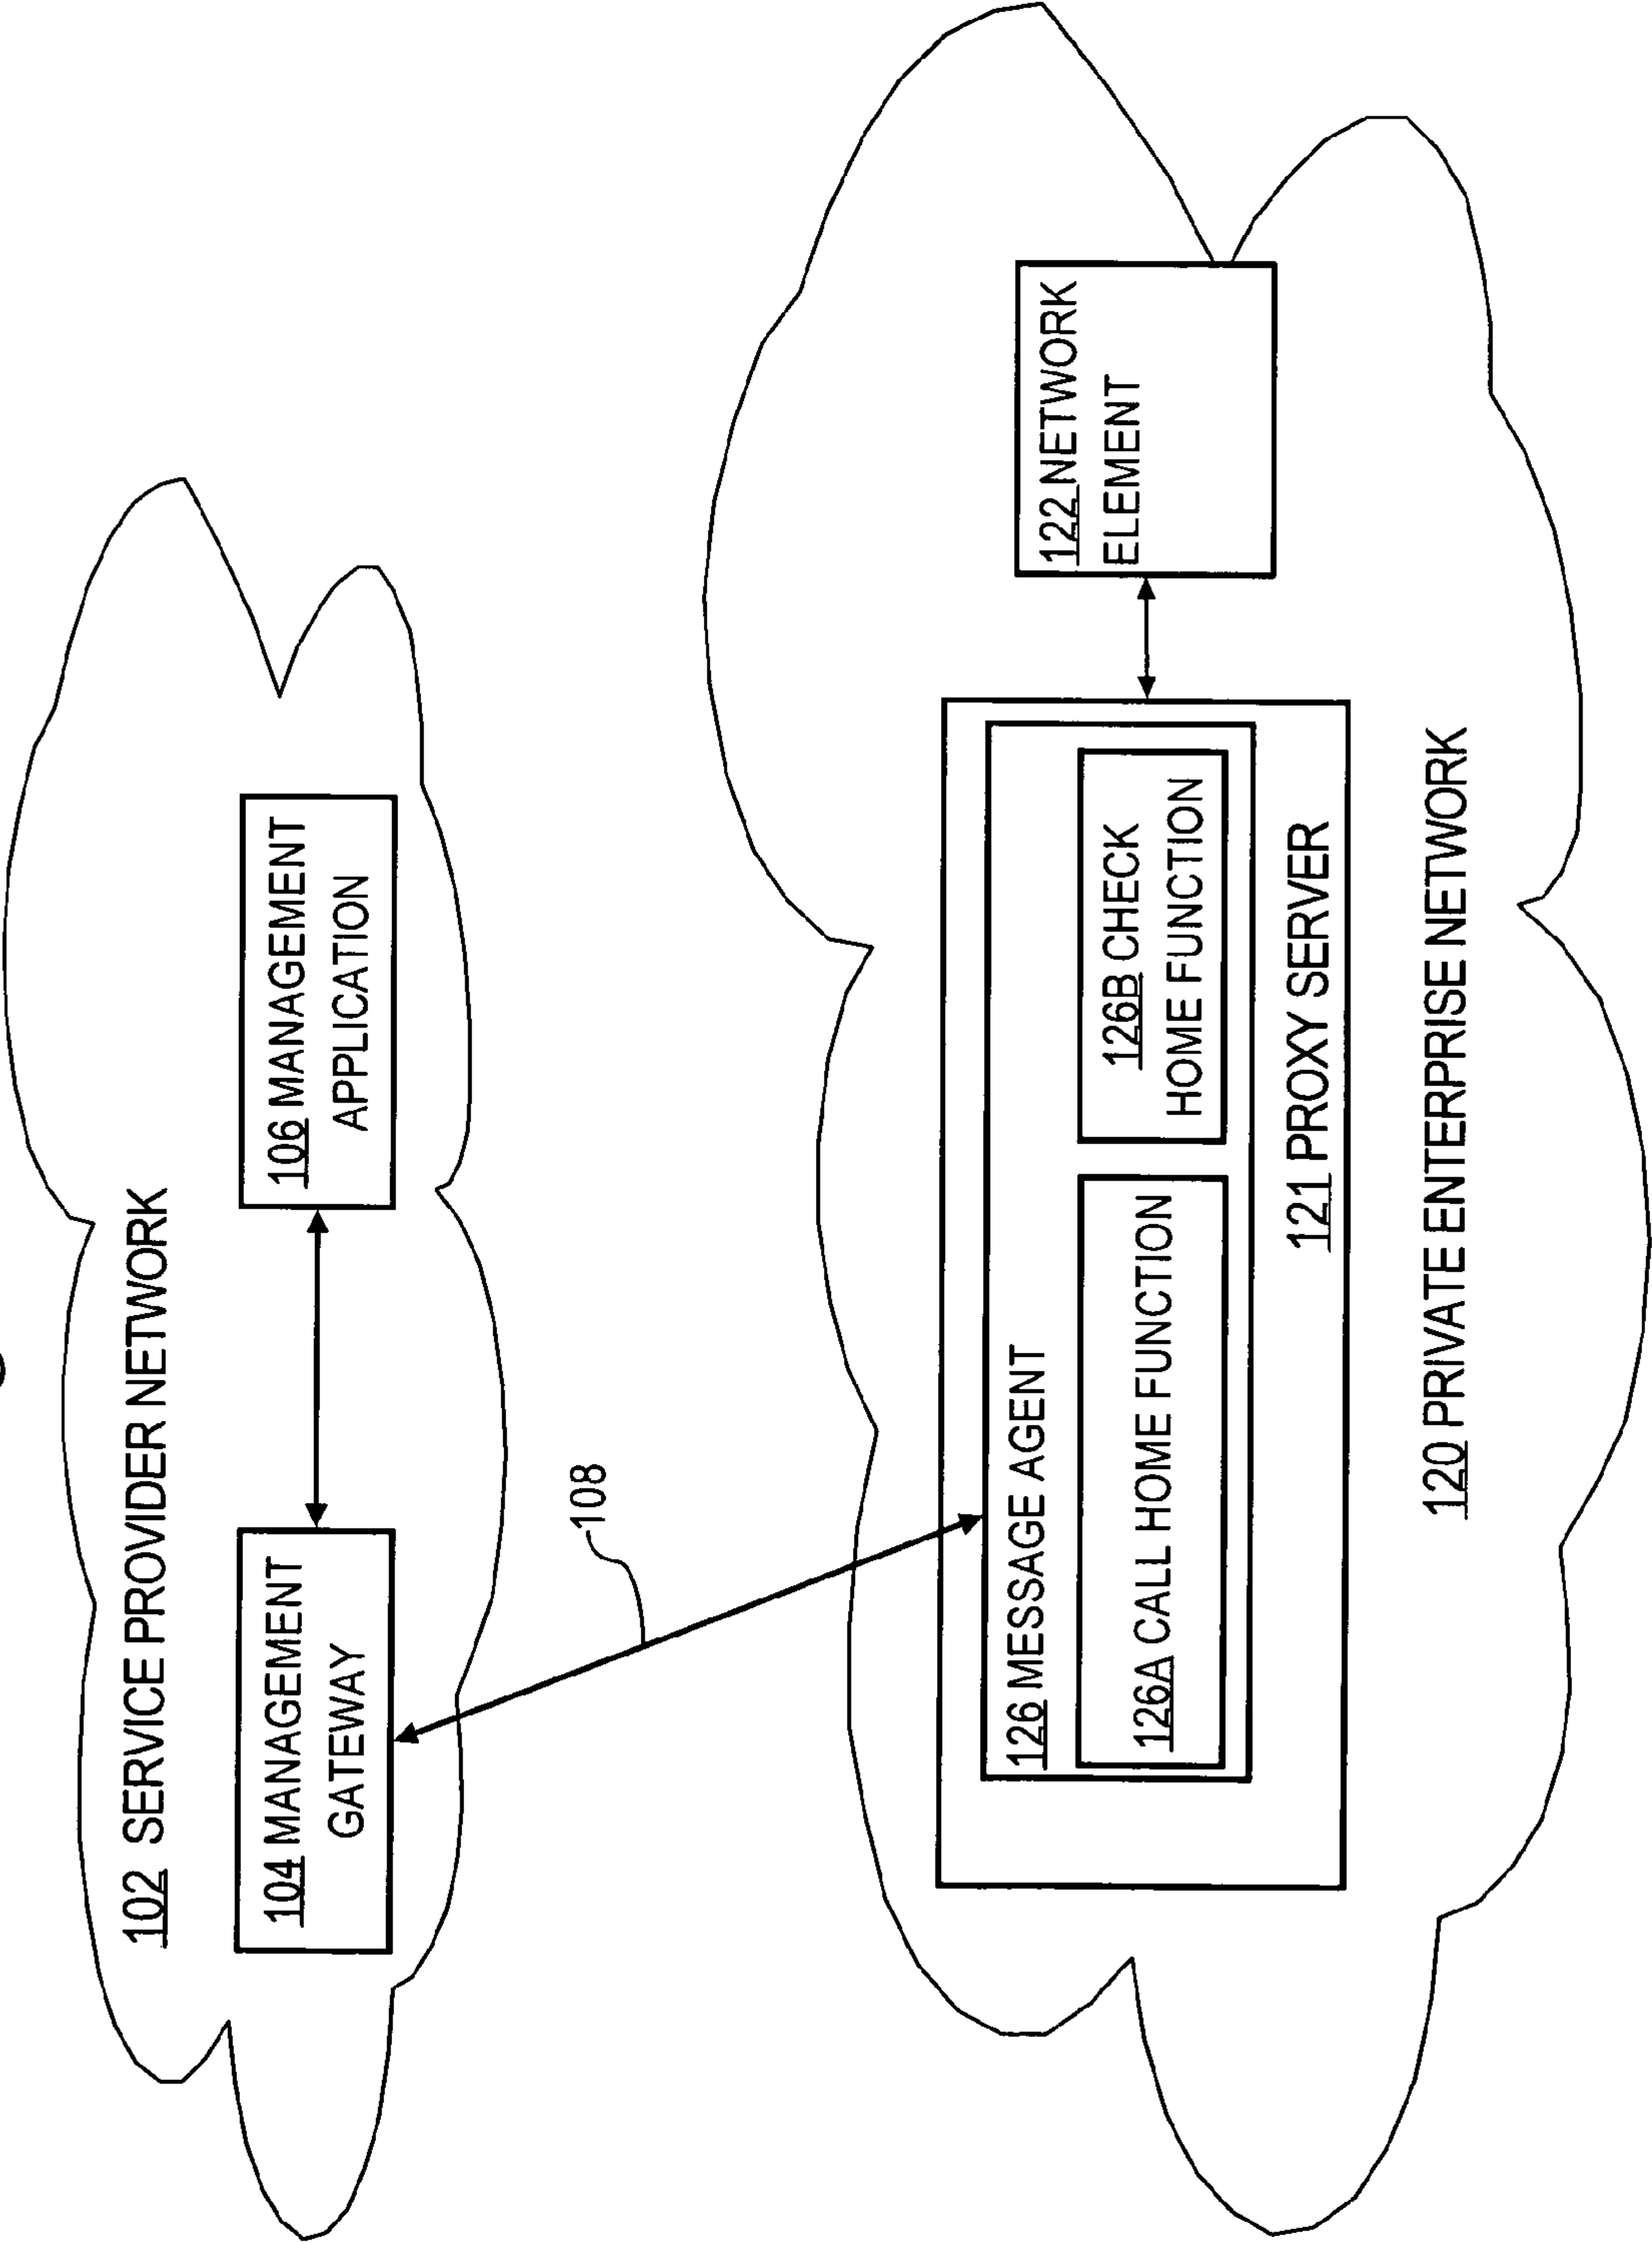 102 SERVICE PROVIDER NETWORK
104 MANAGEMENT
GATEWAY
106 MANAGEMENT
APPLICATION
108
126 MESSAGE AGENT
126A CALL HOME FUNCTION
126B CHECK
HOME FUNCTION
121 PROXY SERVER
122 NETWORK
ELEMENT
120 PRIVATE ENTERPRISE NETWORK